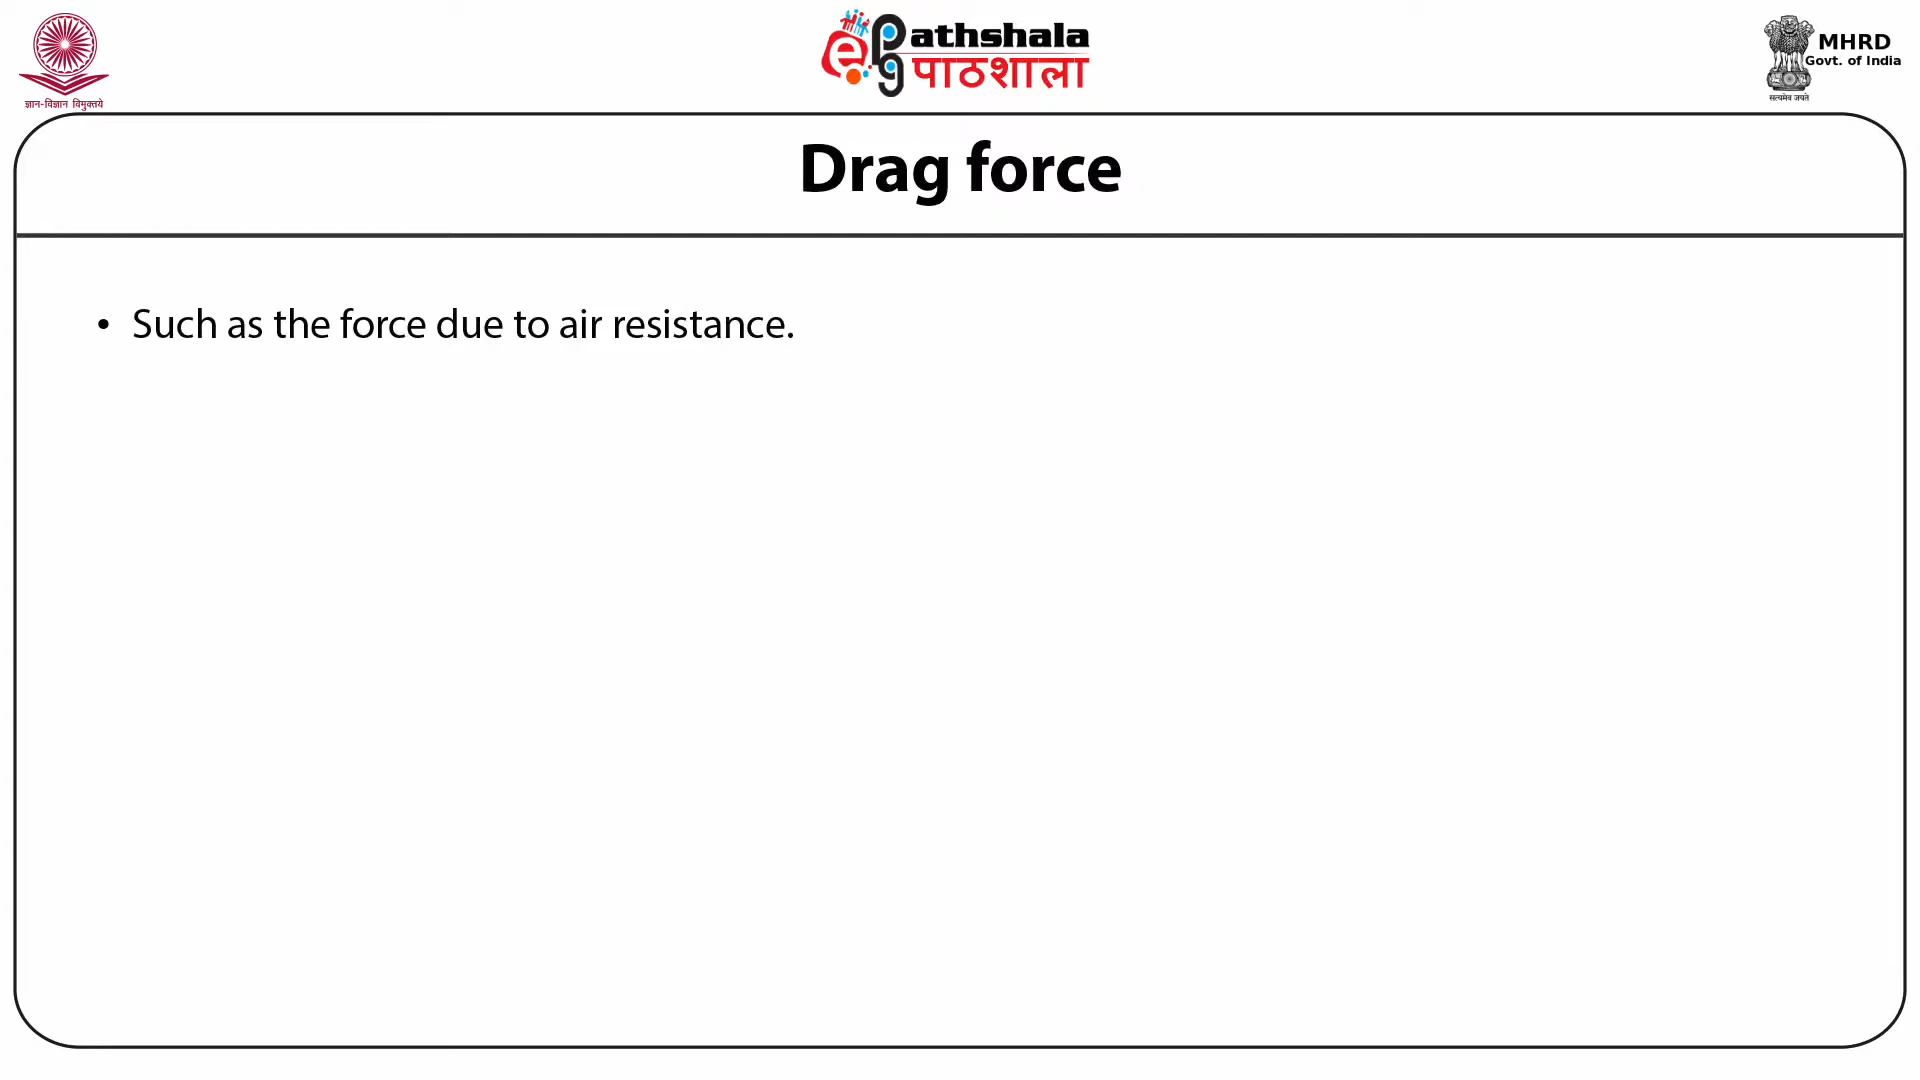 ज्ञान-विज्ञान विमुक्तये
e pg Pathshala
पाठशाला
MHRD
Govt. of India
सत्यमेव जयते
Drag force
• Such as the force due to air resistance.